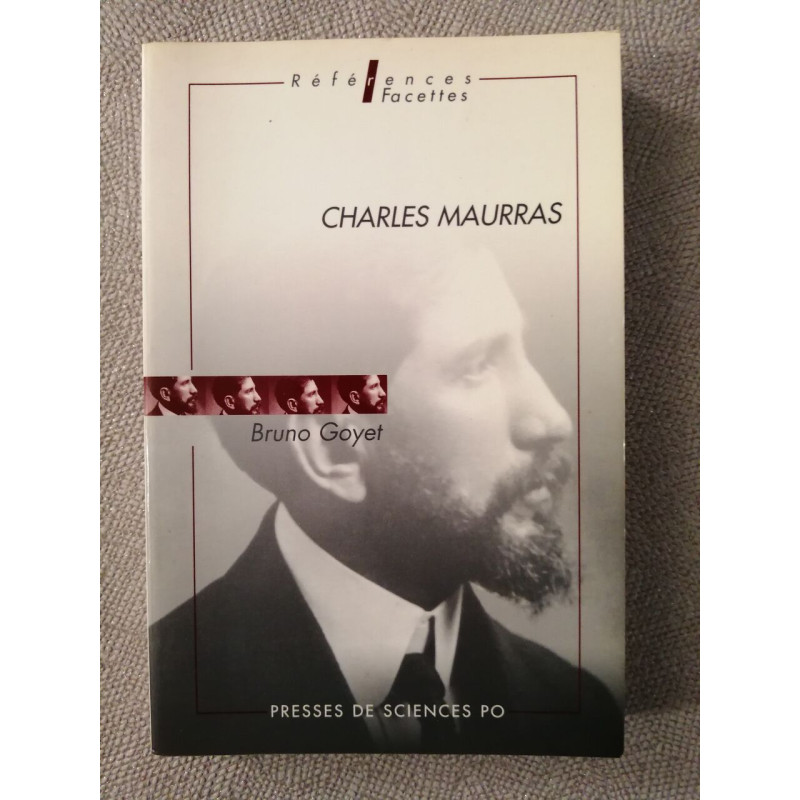 Références
Facettes
CHARLES MAURRAS
Bruno Goyet
PRESSES DE SCIENCES PO